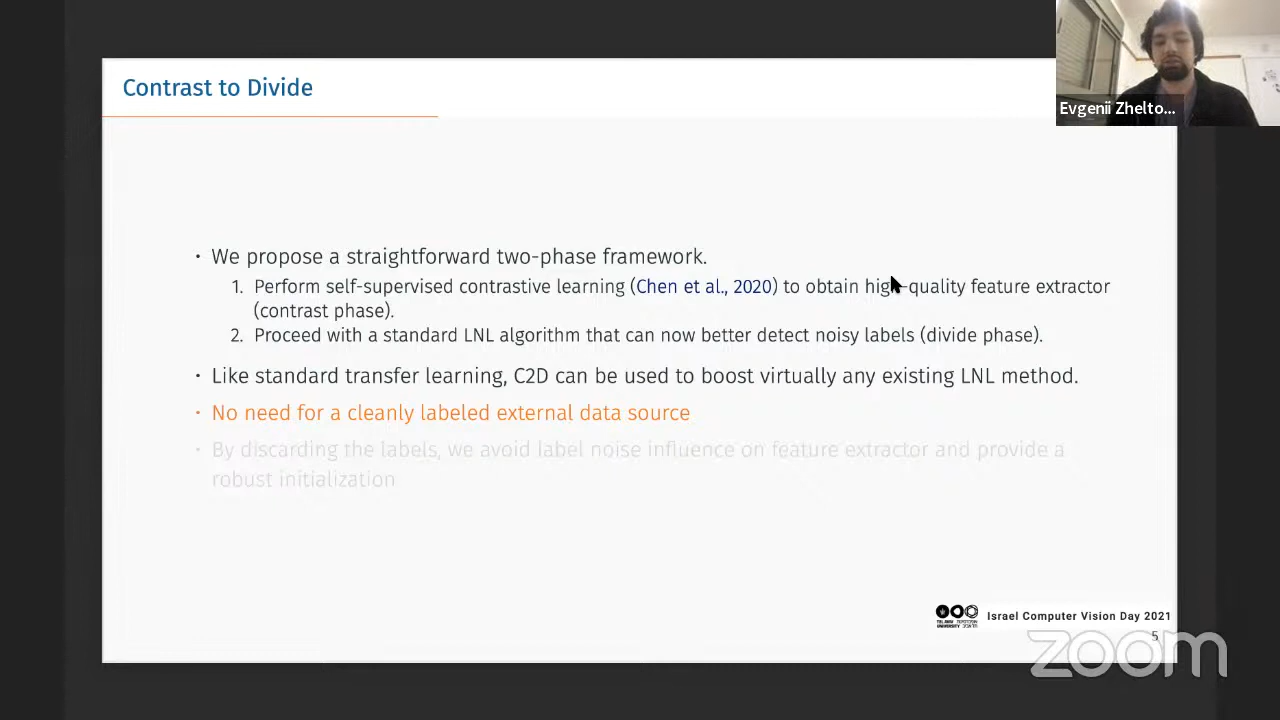 Contrast to Divide
Evgenii Zhelto...
· We propose a straightforward two-phase framework.
1. Perform self-supervised contrastive learning (Chen et al., 2020) to obtain high-quality feature extractor
(contrast phase).
2. Proceed with a standard LNL algorithm that can now better detect noisy labels (divide phase).
· Like standard transfer learning, C2D can be used to boost virtually any existing LNL method.
· No need for a cleanly labeled external data source
· By discarding the labels, we avoid label noise influence on feature extractor and provide a
robust initialization
TEL AVIV
UNIVERSITY
Israel Computer Vision Day 2021
5
zoom